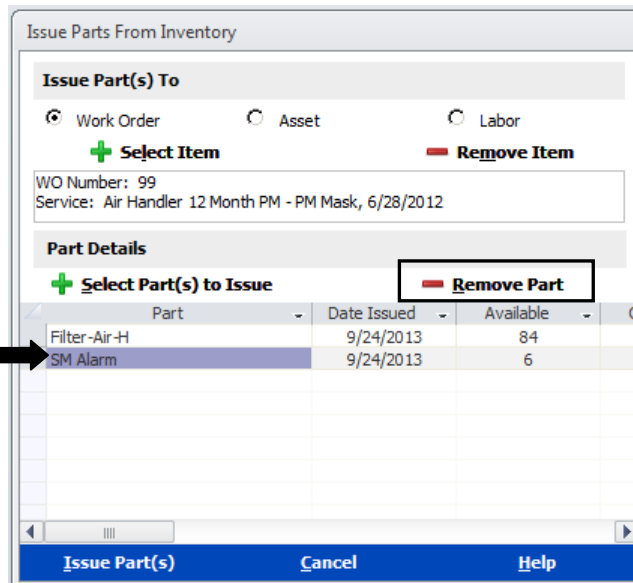 Issue Parts From Inventory
Issue Part(s) To
Work Order Asset Labor
Select Item Remove Item
WO Number: 99
Service: Air Handler 12 Month PM - PM Mask, 6/28/2012
Part Details
Select Part(s) to Issue Remove Part
Part Date Issued Available
Filter-Air-H 9/24/2013 84
SM Alarm 9/24/2013 6
Issue Part(s) Cancel Help